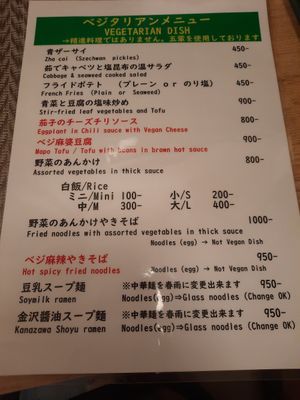 ベジタリアンメニュー
VEGETARIAN DISH
→精進料理ではありません。五葷を使用しております
青ザーサイ 450-
Zha cai (Szechwan pickles)
茹でキャベツと塩昆布の温サラダ 450-
Cabbage & seaweed cooked salad
フライドポテト (プレーン or のり塩) 450-
French Fries (Plain or Seaweed)
青菜と豆腐の塩味炒め 900-
Stir-fried leaf vegetables and Tofu
茄子のチーズチリソース 800-
Eggplant in Chili sauce with Vegan Cheese
ベジ麻婆豆腐 900-
Mapo Tofu / Tofu with beans in brown hot sauce
野菜のあんかけ 800-
Assorted vegetables in thick sauce
白飯/Rice
ミニ/Mini 100- 小/S 200-
中/M 300- 大/L 400-
野菜のあんかけやきそば 1000-
Fried noodles with assorted vegetables in thick sauce
Noodles (egg) → Not Vegan Dish
ベジ麻辣やきそば 950-
Hot spicy fried noodles Noodles (egg) → Not Vegan Dish
豆乳スープ麺 ※中華麺を春雨に変更出来ます 950-
Soymilk ramen Noodles(egg)⇒Glass noodles (Change OK)
金沢醬油スープ麺 ※中華麺を春雨に変更出来ます 950-
Kanazawa Shoyu ramen Noodles(egg)⇒Glass noodles (Change OK)